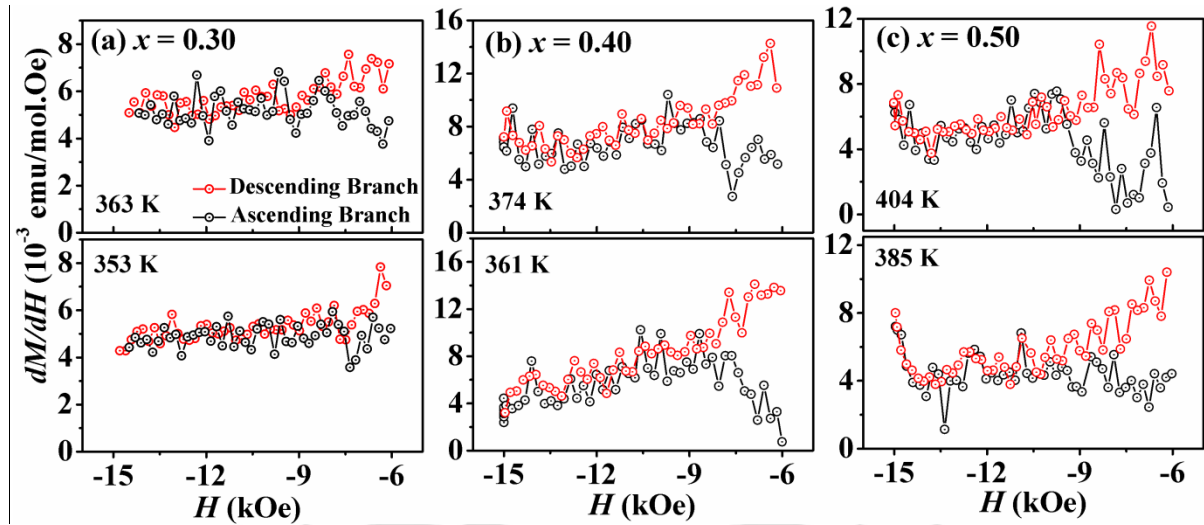 dM/dH (10⁻³ emu/mol.Oe)
(a) x = 0.30
8
6
4
2
0
363 K
Descending Branch
Ascending Branch
353 K
8
6
4
2
0
-15 -12 -9 -6
H (kOe)
(b) x = 0.40
16
12
8
4
0
374 K
361 K
16
12
8
4
0
-15 -12 -9 -6
H (kOe)
(c) x = 0.50
12
8
4
0
404 K
385 K
12
8
4
0
-15 -12 -9 -6
H (kOe)